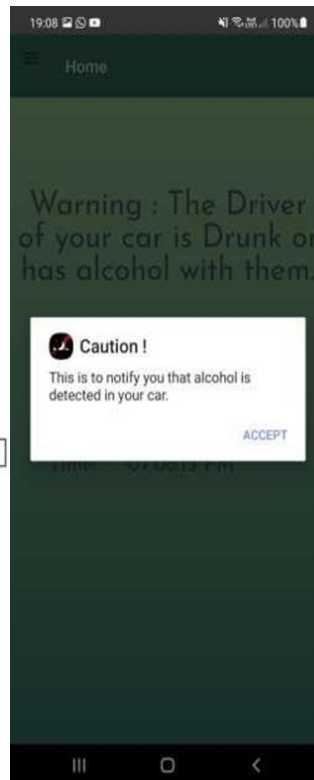 19:08 100%
Home
Warning : The Driver
of your car is Drunk or
has alcohol with them.
Caution !
This is to notify you that alcohol is
detected in your car.
ACCEPT
Time: